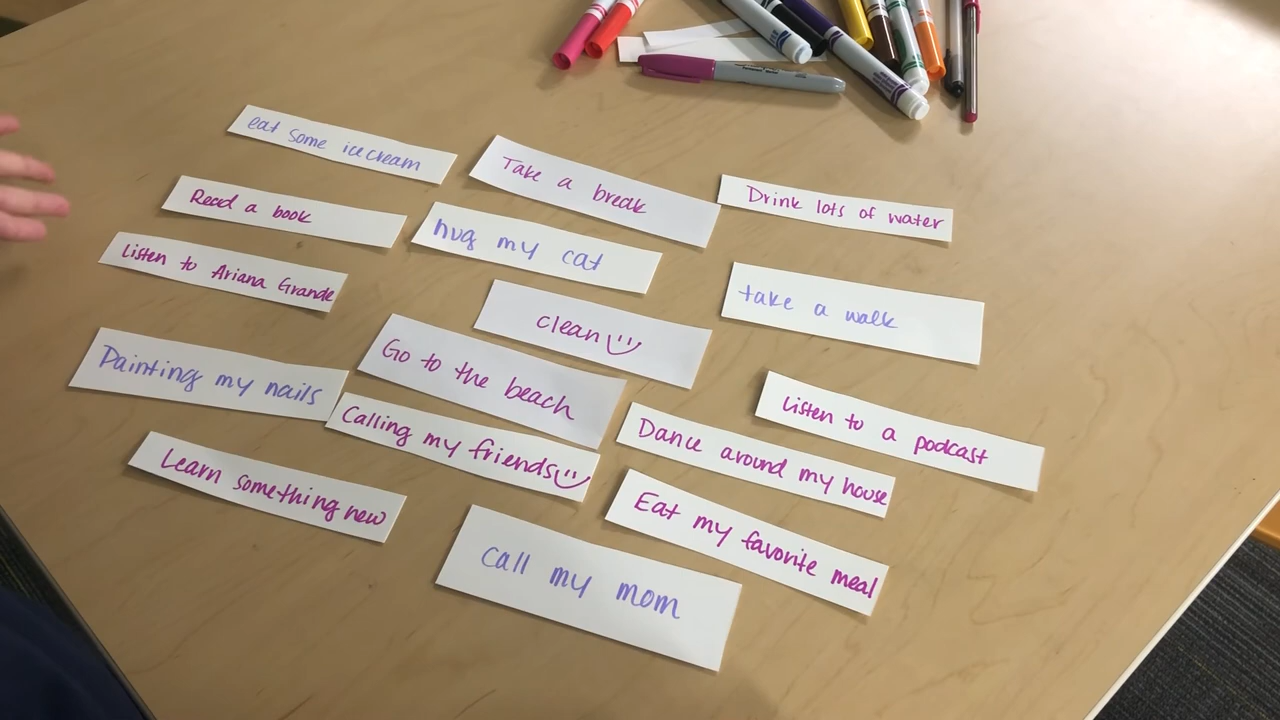 eat some ice cream
Take a break
Drink lots of water
Read a book
hug my cat
Listen to Ariana Grande
take a walk
clean
Go to the beach
Painting my nails
Listen to a podcast
Calling my friends
Dance around my house
Learn something new
Eat my favorite meal
call my mom